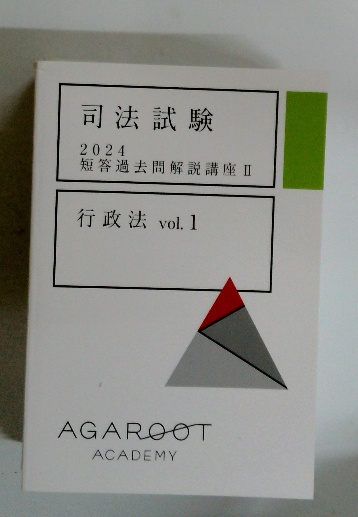 司法試験
2024
短答過去問解説講座Ⅱ
行政法 vol.1
AGAROOT
ACADEMY